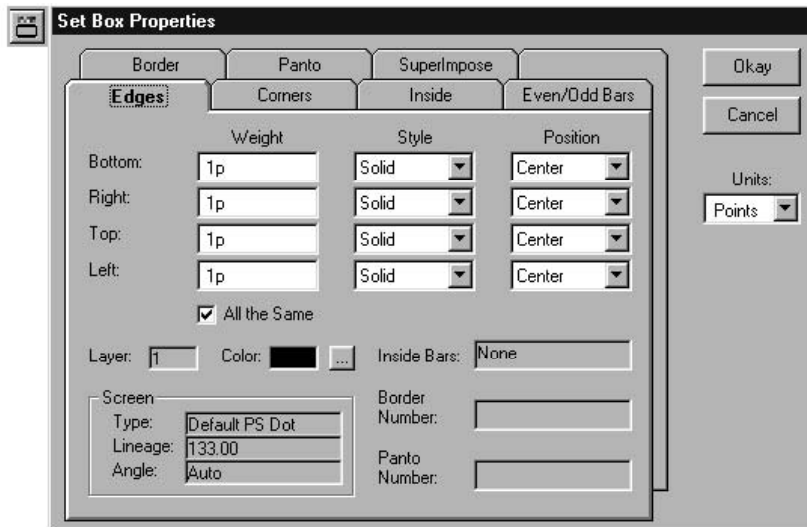 Set Box Properties
Border Panto SuperImpose
Edges Corners Inside Even/Odd Bars
Okay
Cancel
Units:
Points
Weight Style Position
Bottom: 1p Solid Center
Right: 1p Solid Center
Top: 1p Solid Center
Left: 1p Solid Center
All the Same
Layer: 1 Color: ... Inside Bars: None
Screen
Type: Default PS Dot
Lineage: 133.00
Angle: Auto
Border
Number:
Panto
Number: